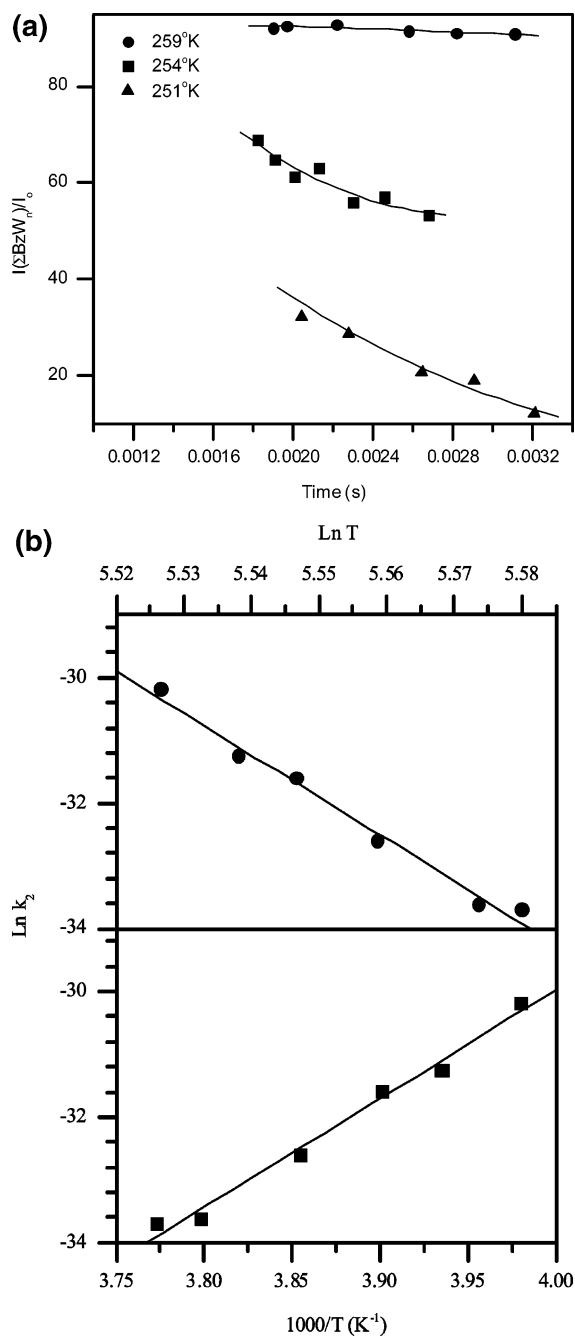 (a)
259°K
254°K
251°K
80
60
40
20
I(ΣBzWn)/Io
0.0012 0.0016 0.0020 0.0024 0.0028 0.0032
Time (s)
(b)
Ln T
5.52 5.53 5.54 5.55 5.56 5.57 5.58
-30
-32
-34
Ln k2
-30
-32
-34
3.75 3.80 3.85 3.90 3.95 4.00
1000/T (K-1)